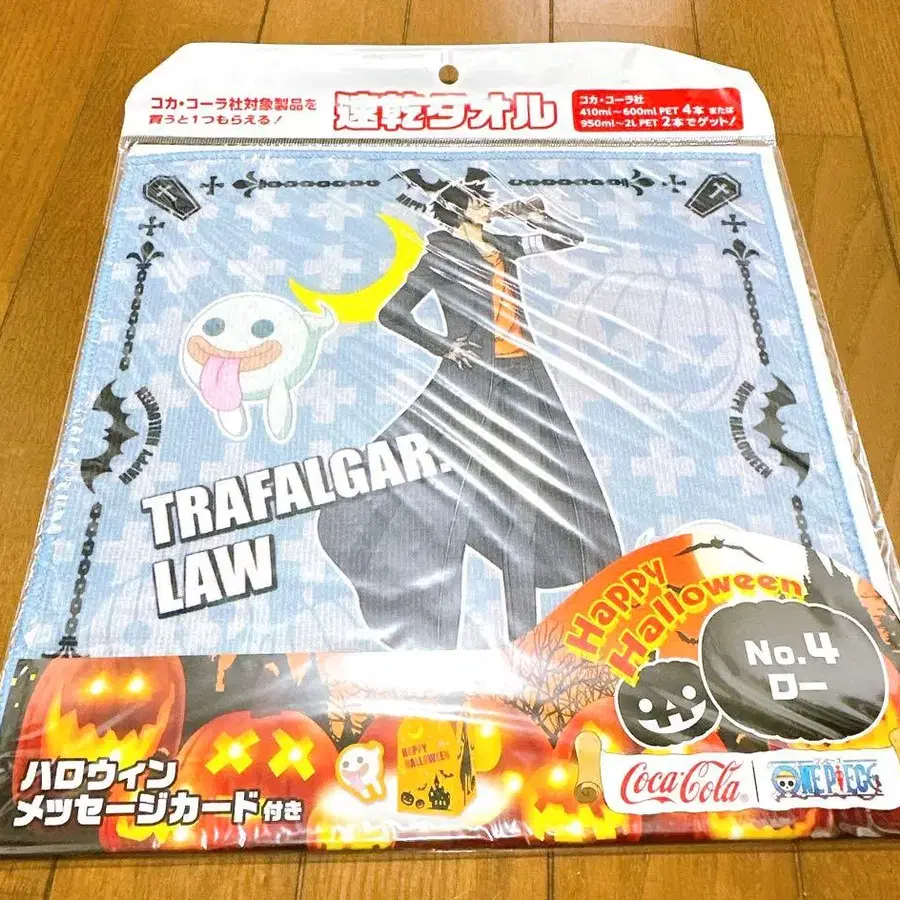 コカ・コーラ社対象製品を
買うと1つもらえる!
速乾タオル
コカ・コーラ社
410ml~600ml PET 4本 または
950ml~2L PET 2本でゲット!
HAPPY
HAPPY HALLOWEEN
HAPPY HALLOWEEN
TRAFALGAR.
LAW
Happy
Halloween
No.4
ロー
HAPPY
HALLOWEEN
ハロウィン
メッセージカード付き
Coca-Cola
ONE PIECE